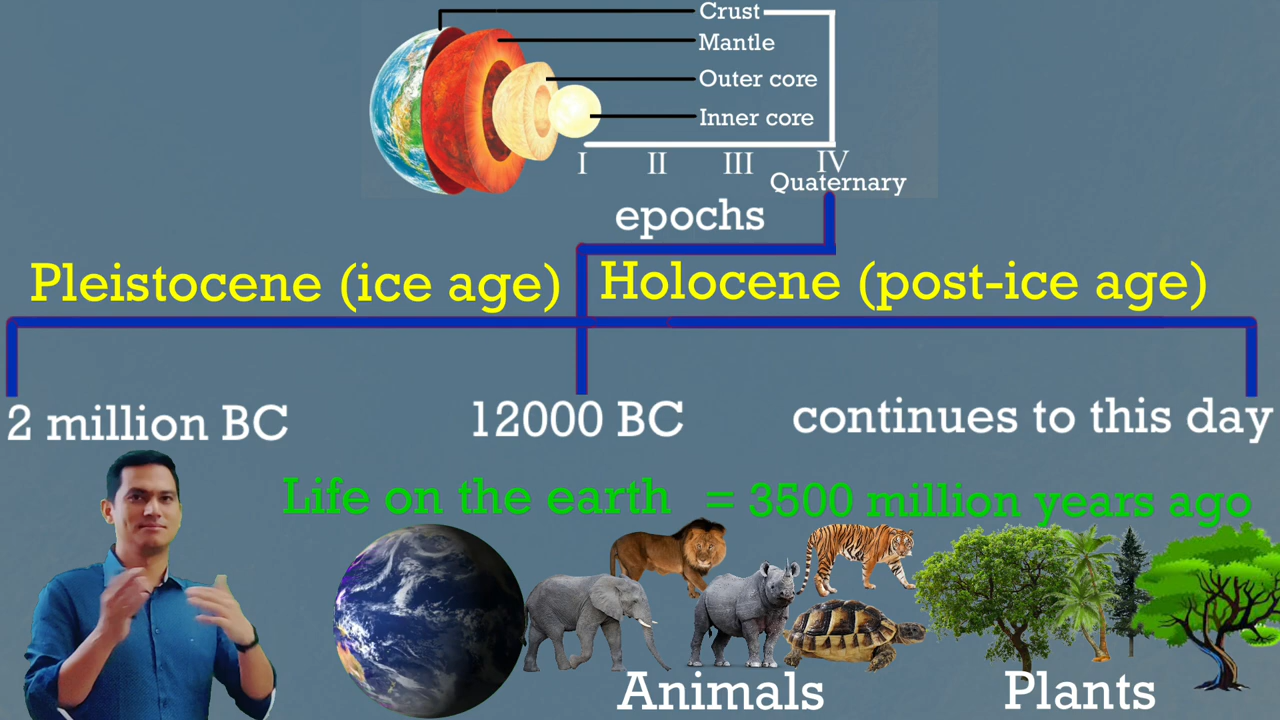 Crust
Mantle
Outer core
Inner core
I II III IV
Quaternary
epochs
Pleistocene (ice age) Holocene (post-ice age)
2 million BC 12000 BC continues to this day
Life on the earth = 3500 million years ago
Animals Plants